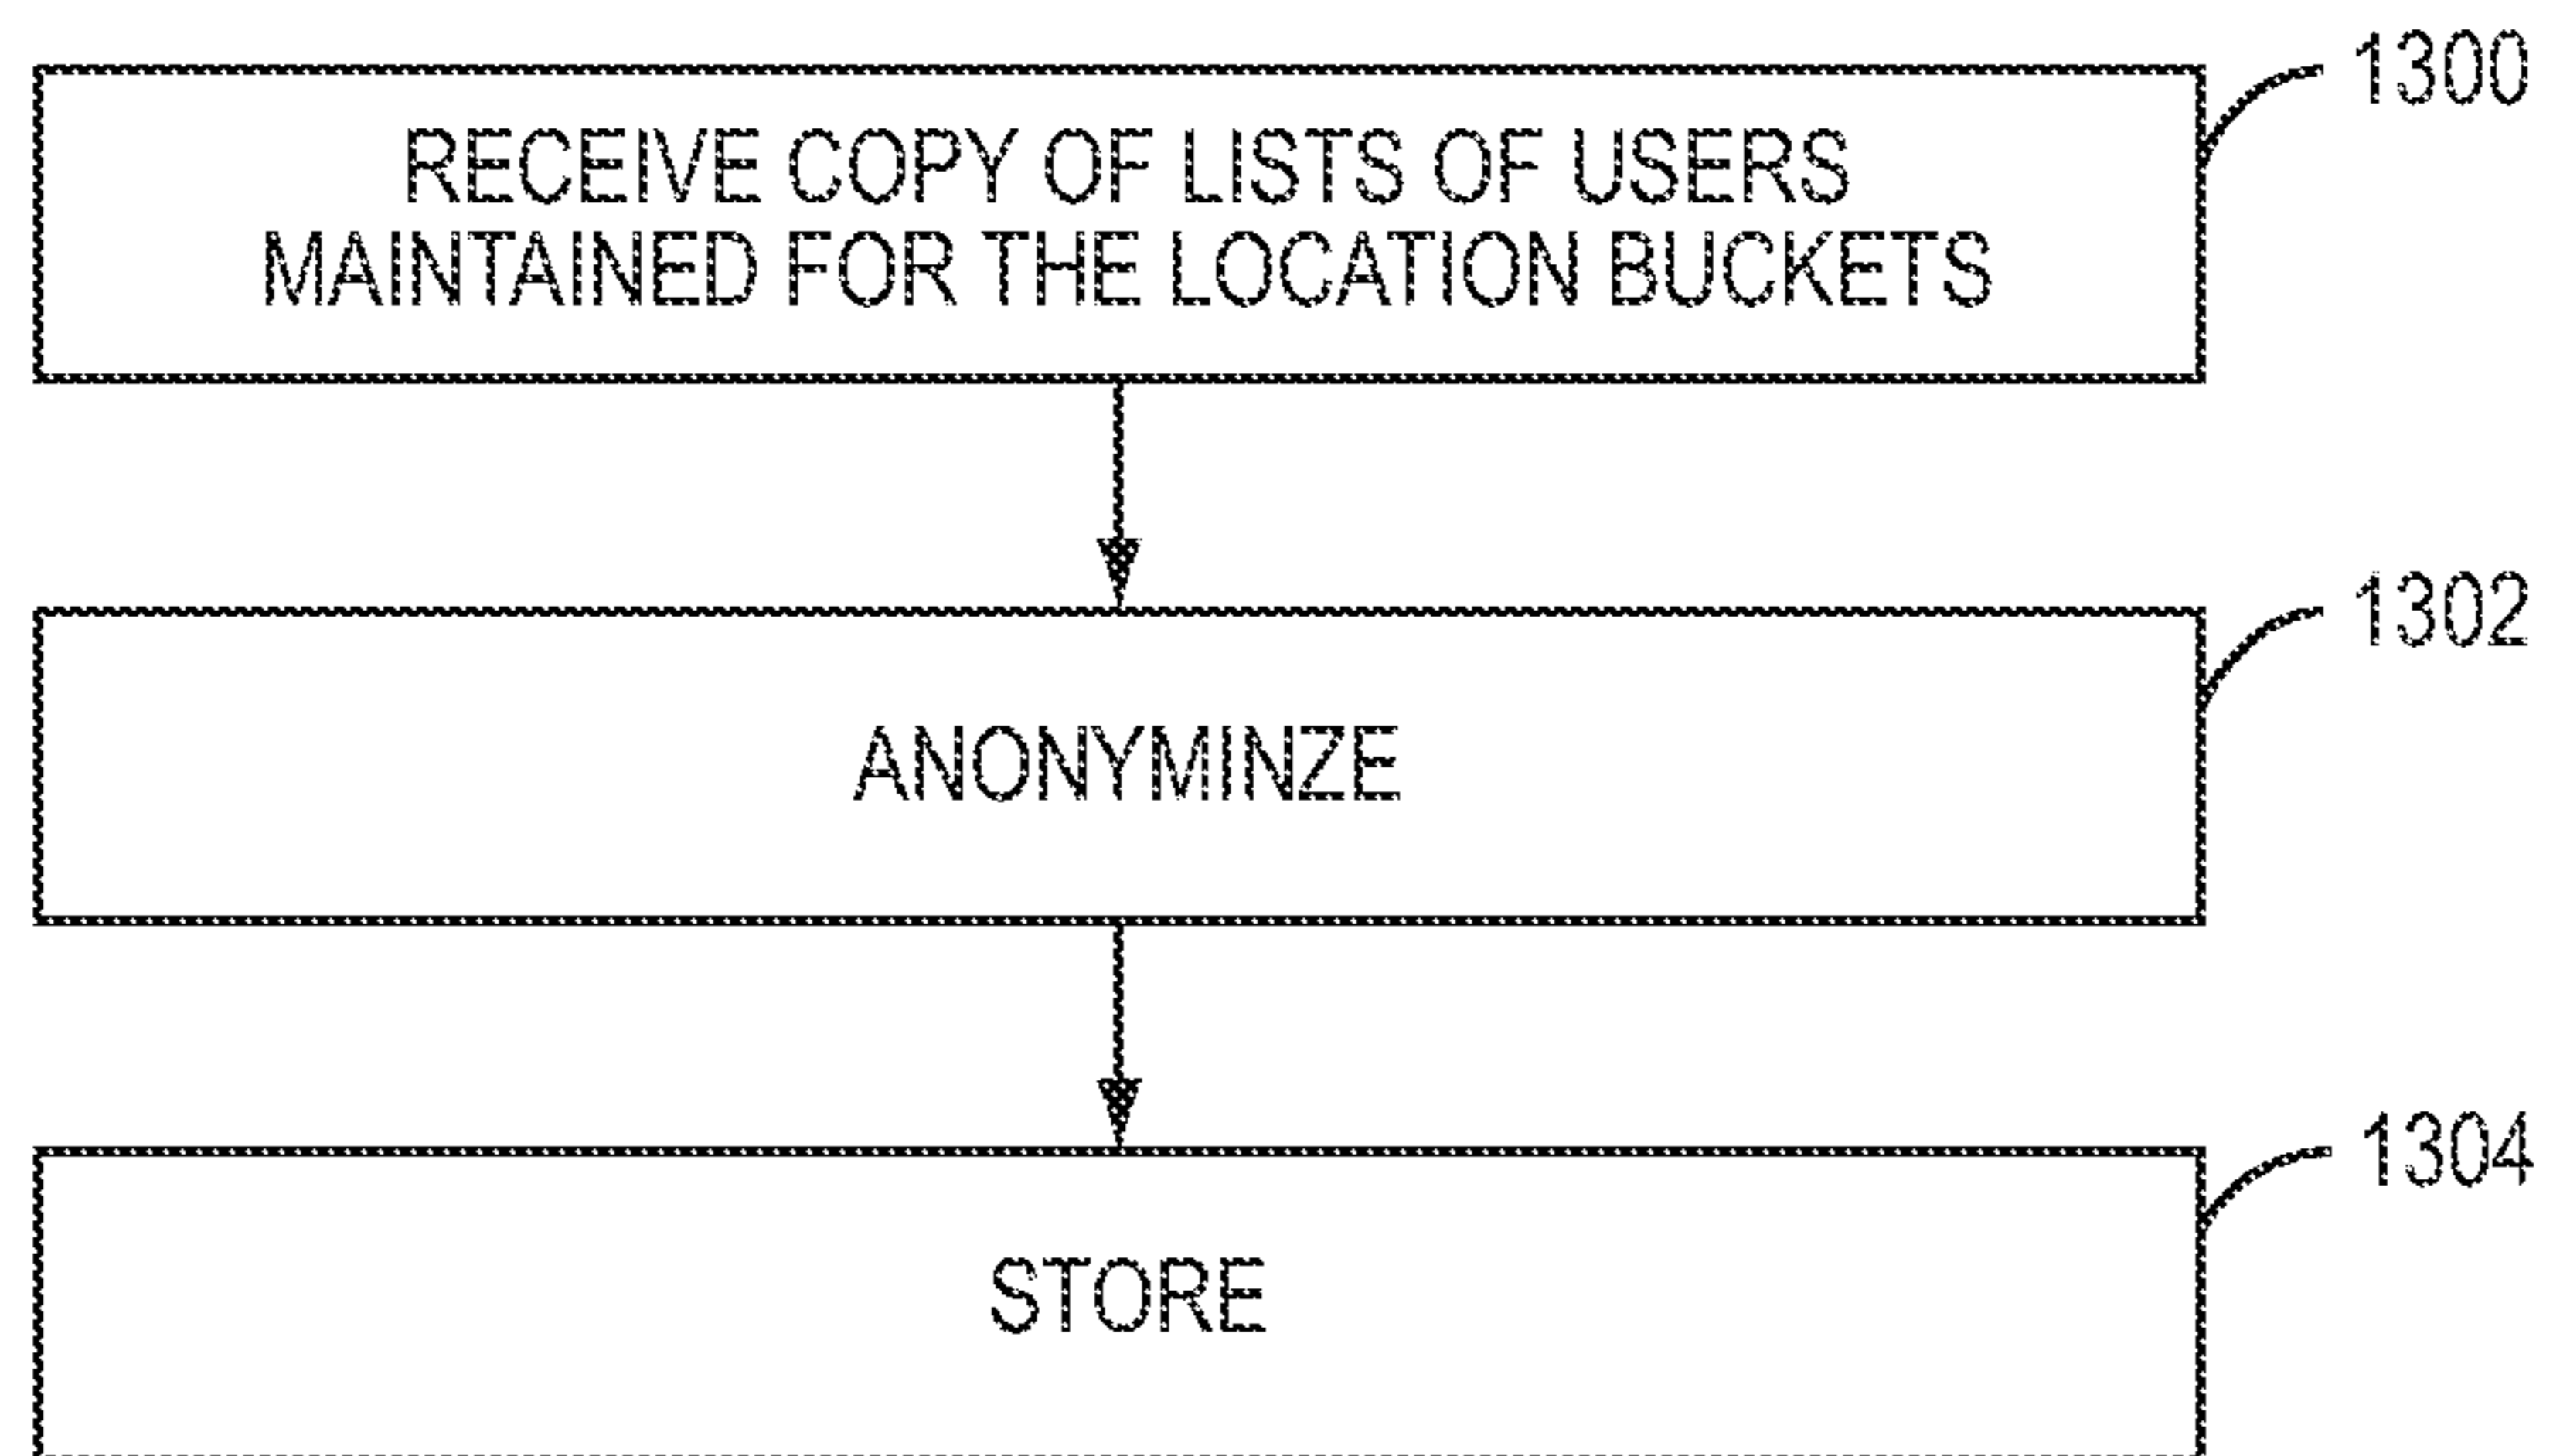 1300
RECEIVE COPY OF LISTS OF USERS
MAINTAINED FOR THE LOCATION BUCKETS
1302
ANONYMINZE
1304
STORE